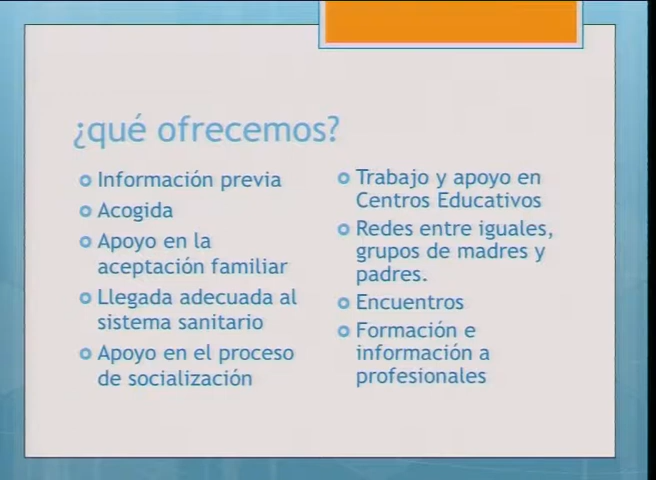 ¿qué ofrecemos?
Información previa
Acogida
Apoyo en la
aceptación familiar
Llegada adecuada al
sistema sanitario
Apoyo en el proceso
de socialización
Trabajo y apoyo en
Centros Educativos
Redes entre iguales,
grupos de madres y
padres.
Encuentros
Formación e
información a
profesionales